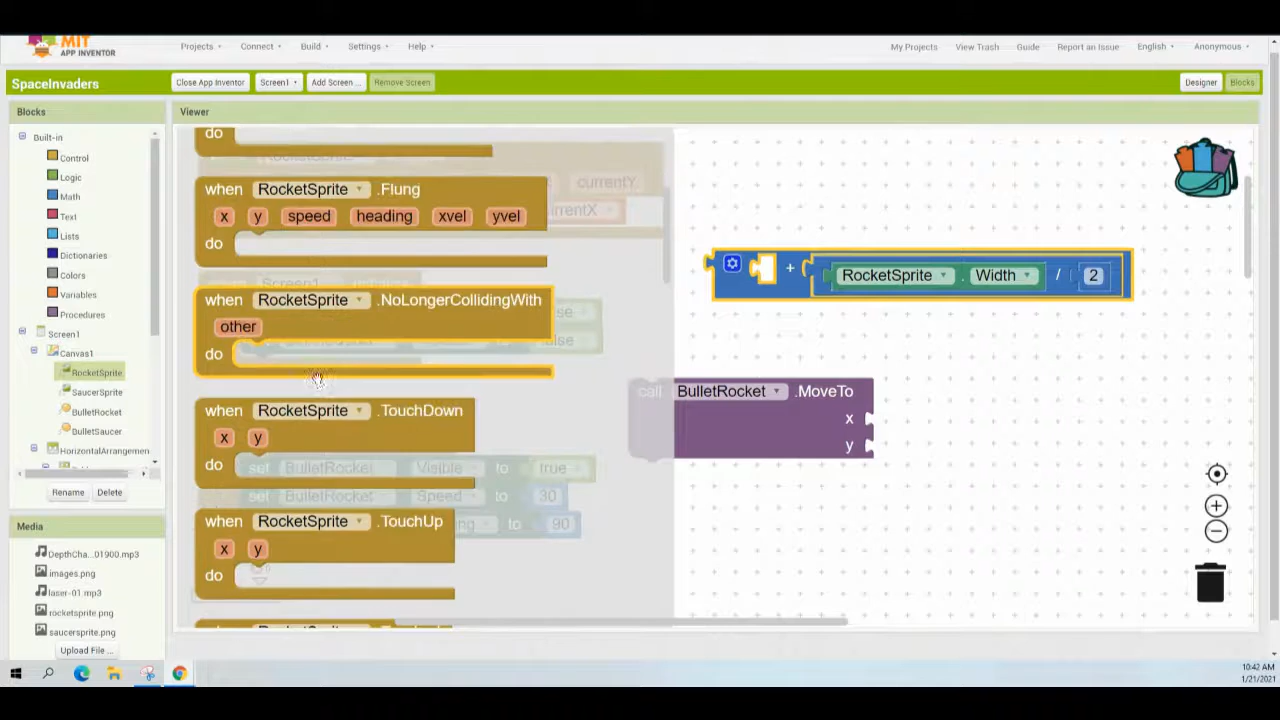 MIT
APP INVENTOR
Projects
Connect
Build
Settings
Help
My Projects
View Trash
Guide
Report an Issue
English
Anonymous
SpaceInvaders
Close App Inventor
Screen1
Add Screen ...
Remove Screen
Designer
Blocks
Blocks
Viewer
Built-in
Control
Logic
Math
Text
Lists
Dictionaries
Colors
Variables
Procedures
Screen1
Canvas1
RocketSprite
SaucerSprite
BulletRocket
BulletSaucer
HorizontalArrangemen
Rename
Delete
Media
DepthCha...01900.mp3
images.png
laser-01.mp3
rocketsprite.png
saucersprite.png
Upload File ...
do
currentY
when RocketSprite .Flung
x y speed heading xvel yvel
do
when RocketSprite .NoLongerCollidingWith
other
do
when RocketSprite .TouchDown
x y
do
set BulletRocket Visible to true
set BulletRocket Speed to 30
to 90
when RocketSprite .TouchUp
x y
do
+ RocketSprite . Width / 2
call BulletRocket .MoveTo
x
y
10:42 AM
1/21/2021